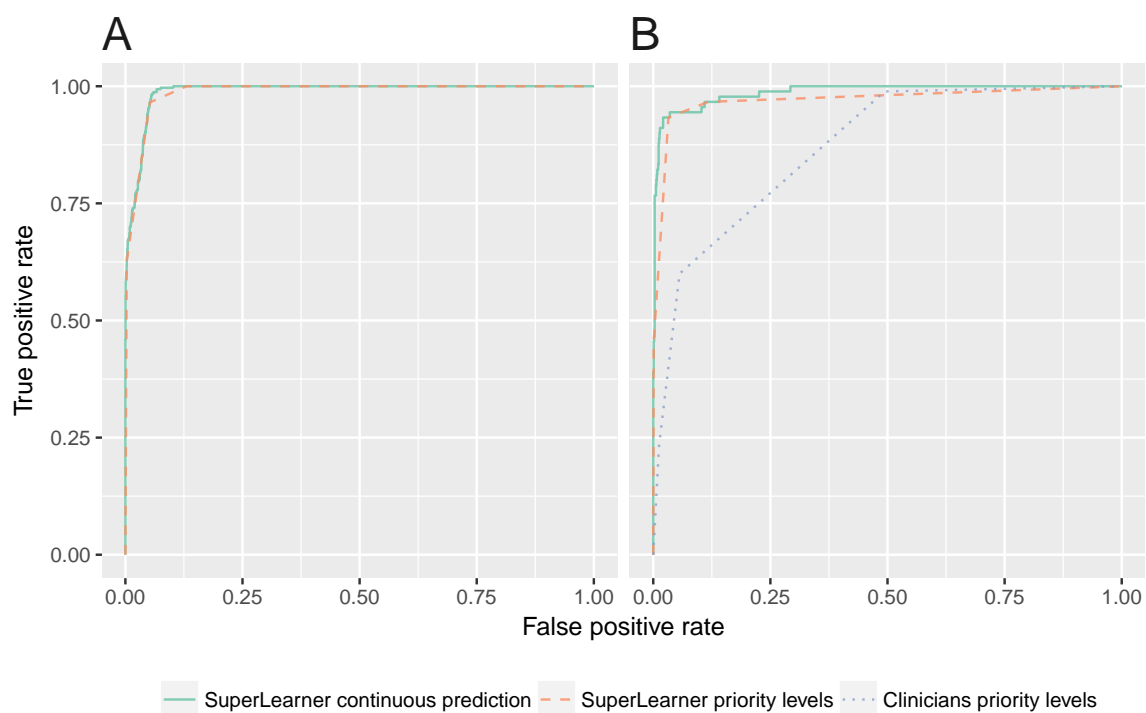 A
B
1.00
0.75
0.50
0.25
0.00
True positive rate
0.00 0.25 0.50 0.75 1.00
0.00 0.25 0.50 0.75 1.00
False positive rate
SuperLearner continuous prediction SuperLearner priority levels Clinicians priority levels